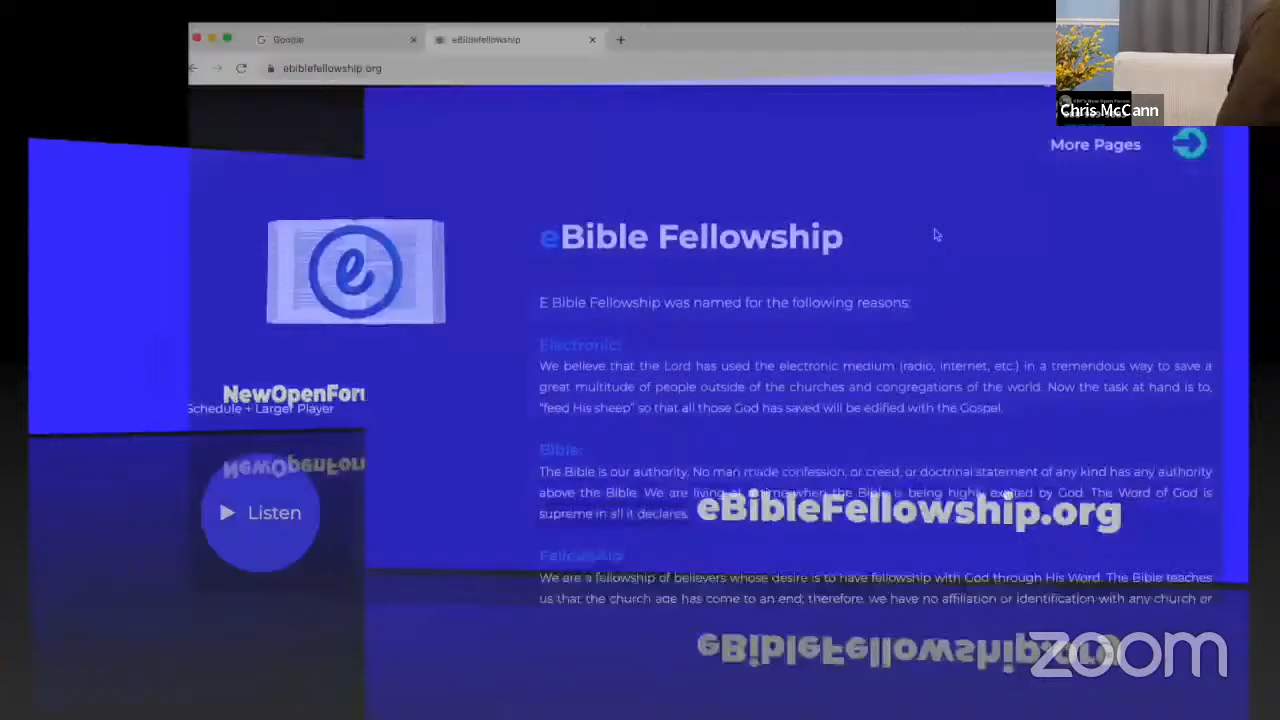 Google
eBiblefellowship
ebiblefellowship.org
Chris McCann
More Pages
eBible Fellowship
E Bible Fellowship was named for the following reasons:
Electronic:
We believe that the Lord has used the electronic medium (radio, internet, etc.) in a tremendous way to save a
great multitude of people outside of the churches and congregations of the world. Now the task at hand is to,
"feed His sheep" so that all those God has saved will be edified with the Gospel.
NewOpenForu
Schedule + Larger Player
Listen
Bible:
The Bible is our authority. No man made confession, or creed, or doctrinal statement of any kind has any authority
above the Bible. We are living at a time when the Bible is being highly exalted by God. The Word of God is
supreme in all it declares.
eBibleFellowship.org
Fellowship
We are a fellowship of believers whose desire is to have fellowship with God through His Word. The Bible teaches
us that the church age has come to an end; therefore, we have no affiliation or identification with any church or
zoom